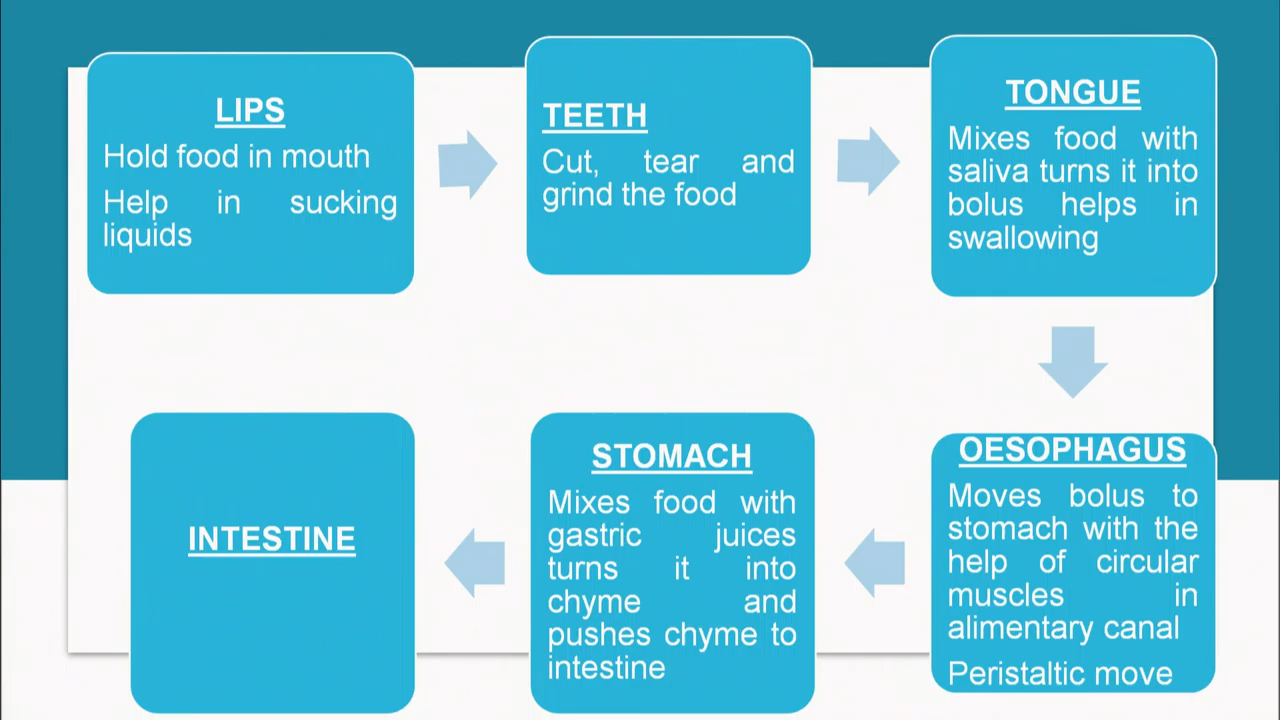 LIPS
Hold food in mouth
Help in sucking
liquids
TEETH
Cut, tear and
grind the food
TONGUE
Mixes food with
saliva turns it into
bolus helps in
swallowing
OESOPHAGUS
Moves bolus to
stomach with the
help of circular
muscles in
alimentary canal
Peristaltic move
STOMACH
Mixes food with
gastric juices
turns it into
chyme and
pushes chyme to
intestine
INTESTINE